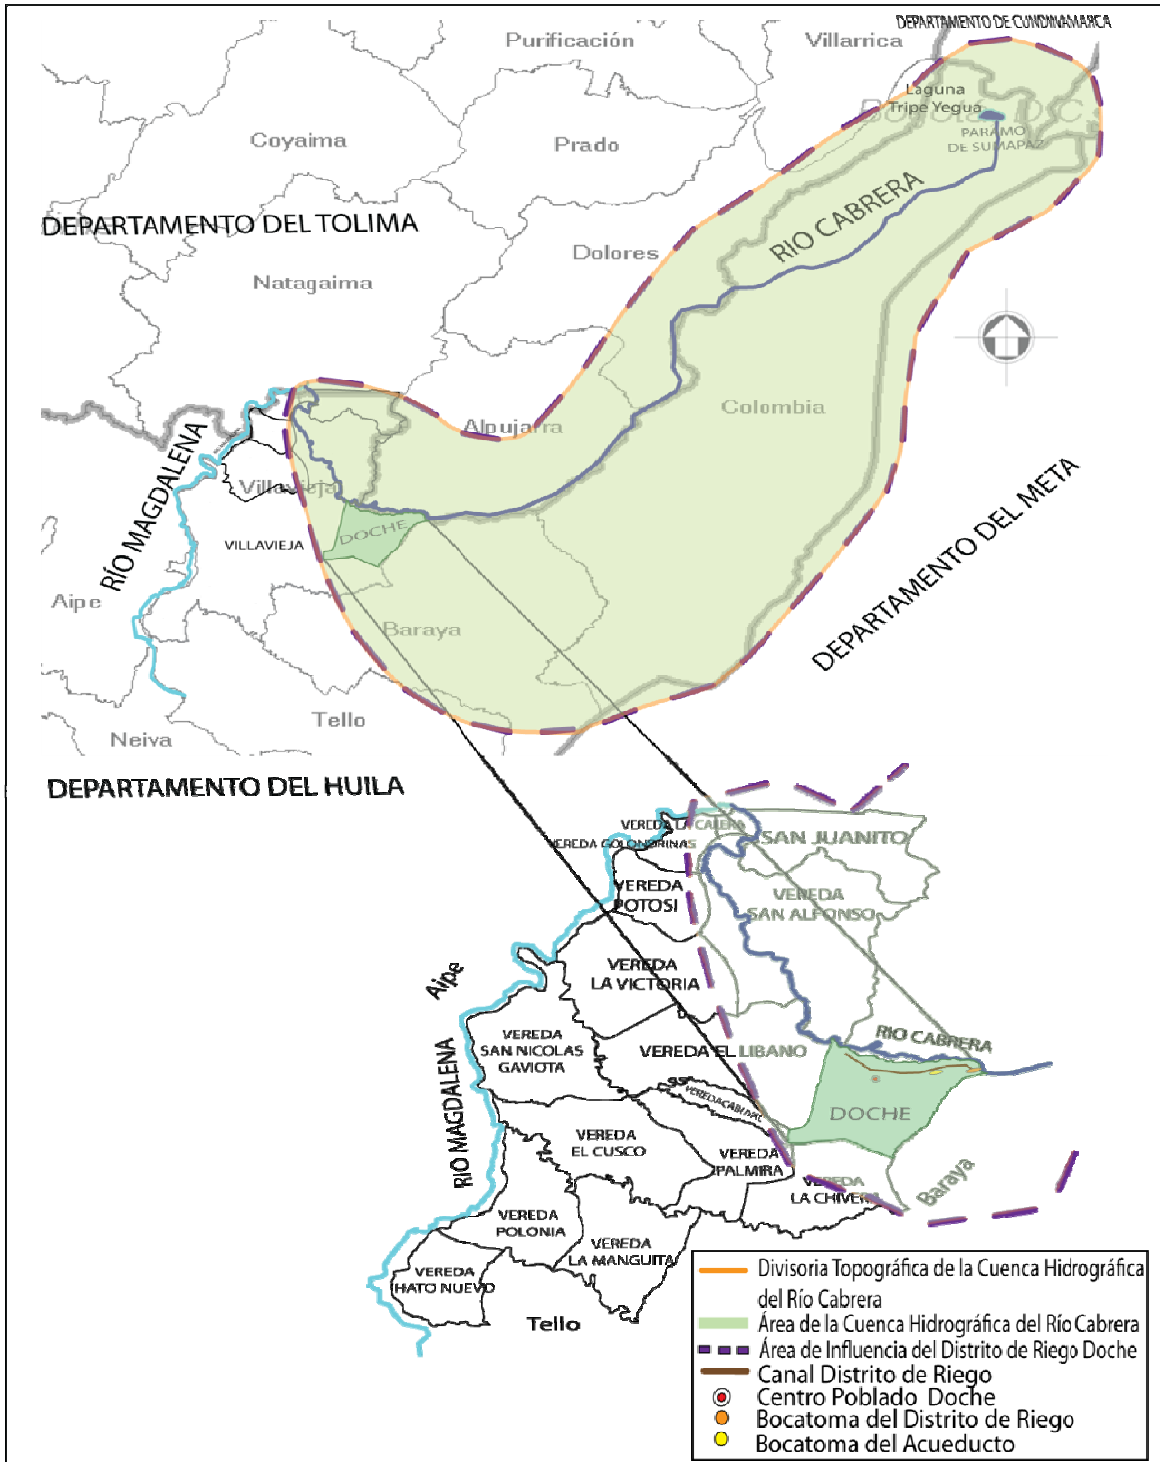 DEPARTAMENTO DE CUNDINAMARCA
Purificación
Villarrica
Laguna
Tripe Yegua
Bogotá, D.C.
PARAMO
DE SUMAPAZ
Coyaima
Prado
RIO CABRERA
DEPARTAMENTO DEL TOLIMA
Dolores
Natagaima
Colombia
Alpujarra
RÍO MAGDALENA
Villavieja
DOCHE
VILLAVIEJA
DEPARTAMENTO DEL META
Aipe
Baraya
Tello
Neiva
DEPARTAMENTO DEL HUILA
VEREDA LA CALERA
SAN JUANITO
VEREDA GOLONDRINAS
VEREDA
POTOSI
VEREDA
SAN ALFONSO
Aipe
VEREDA
LA VICTORIA
VEREDA
SAN NICOLAS
GAVIOTA
VEREDA EL LIBANO
RIO CABRERA
RIO MAGDALENA
DOCHE
VEREDA
EL CUSCO
VEREDA
PALMIRA
VEREDA
LA CHIVERA
Baraya
VEREDA
POLONIA
VEREDA
LA MANGUITA
VEREDA
HATO NUEVO
Tello
Divisoria Topográfica de la Cuenca Hidrográfica
del Río Cabrera
Área de la Cuenca Hidrográfica del Río Cabrera
Área de Influencia del Distrito de Riego Doche
Canal Distrito de Riego
Centro Poblado Doche
Bocatoma del Distrito de Riego
Bocatoma del Acueducto